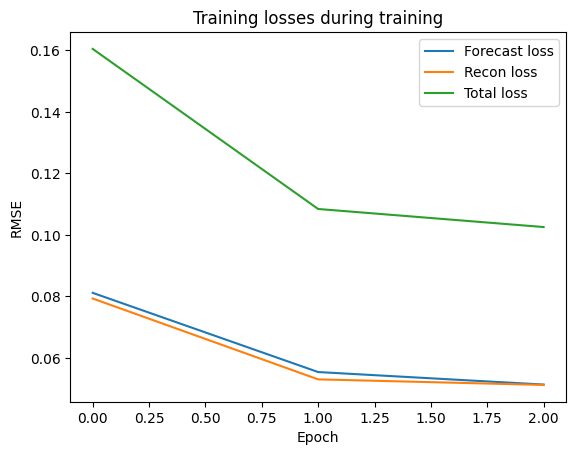 Training losses during training
Forecast loss
Recon loss
Total loss
RMSE
0.16
0.14
0.12
0.10
0.08
0.06
0.00 0.25 0.50 0.75 1.00 1.25 1.50 1.75 2.00
Epoch